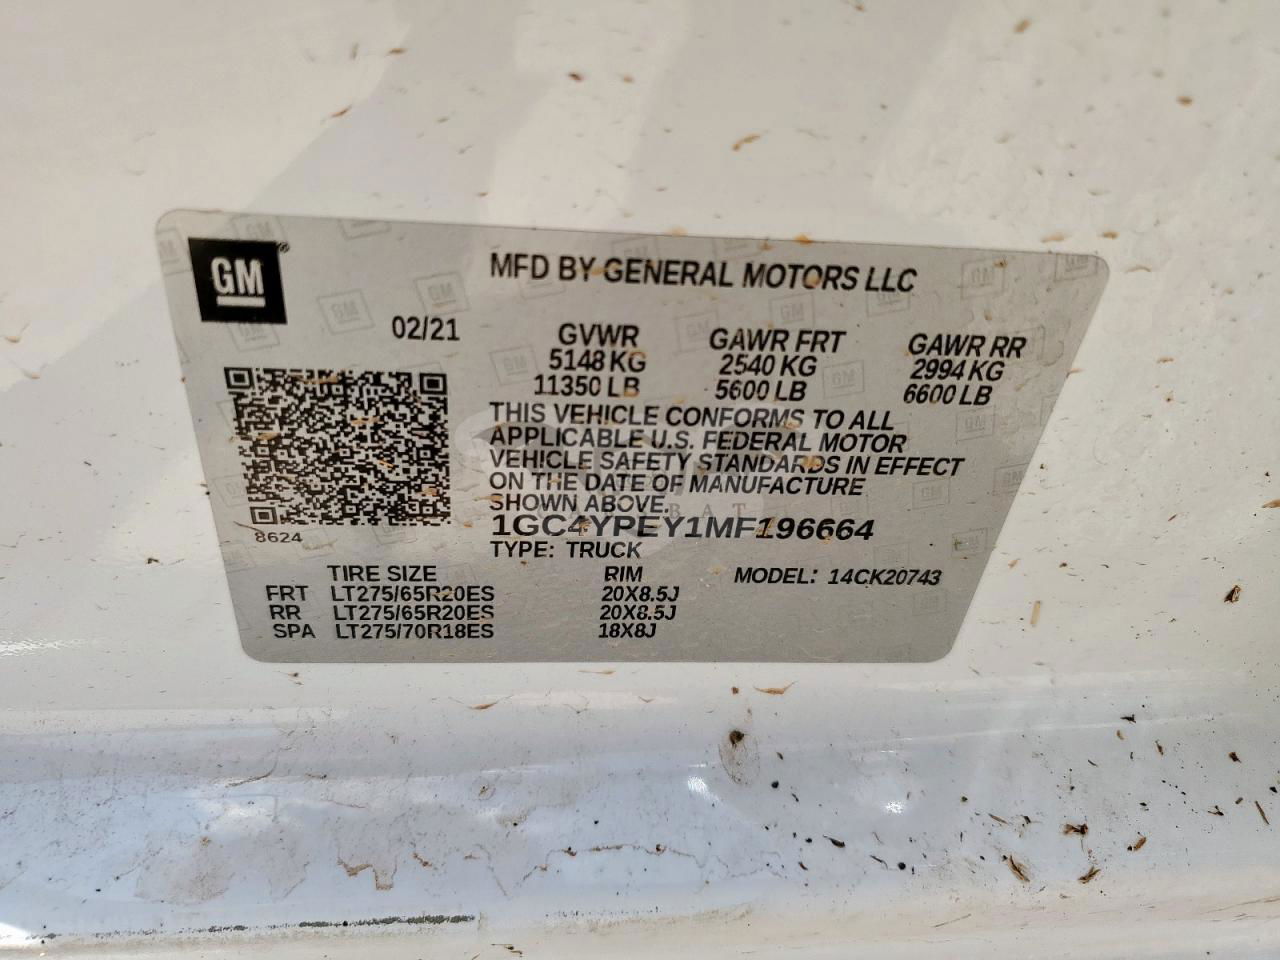 GM
MFD BY GENERAL MOTORS LLC
02/21
GVWR GAWR FRT GAWR RR
5148 KG 2540 KG 2994 KG
11350 LB 5600 LB 6600 LB
THIS VEHICLE CONFORMS TO ALL
APPLICABLE U.S. FEDERAL MOTOR
VEHICLE SAFETY STANDARDS IN EFFECT
ON THE DATE OF MANUFACTURE
SHOWN ABOVE.
1GC4YPEY1MF196664
8624
TYPE: TRUCK
TIRE SIZE RIM MODEL: 14CK20743
FRT LT275/65R20ES 20X8.5J
RR LT275/65R20ES 20X8.5J
SPA LT275/70R18ES 18X8J